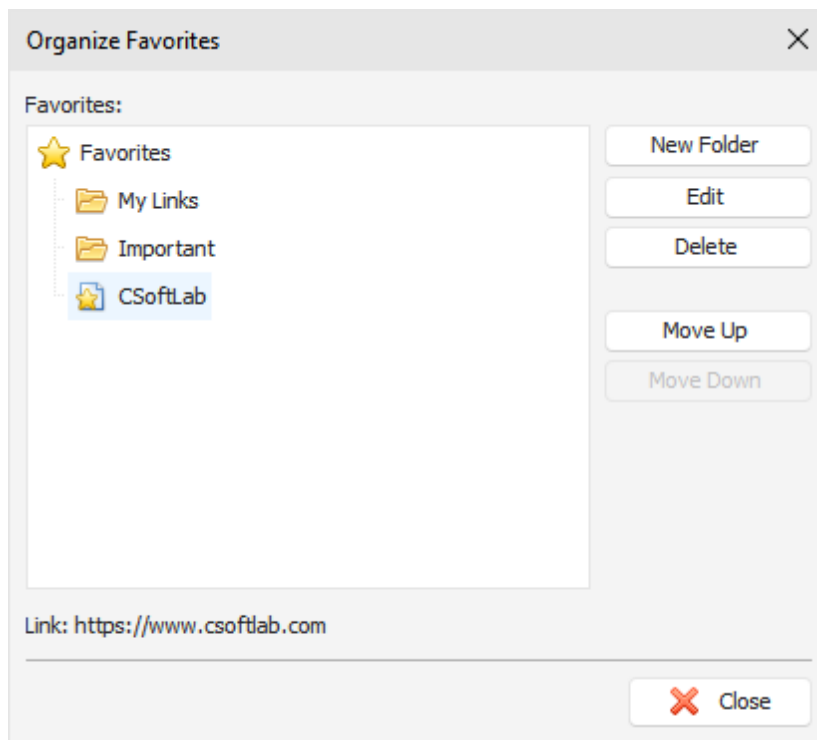 Organize Favorites
Favorites:
Favorites
My Links
Important
CSoftLab
New Folder
Edit
Delete
Move Up
Move Down
Link: https://www.csoftlab.com
Close